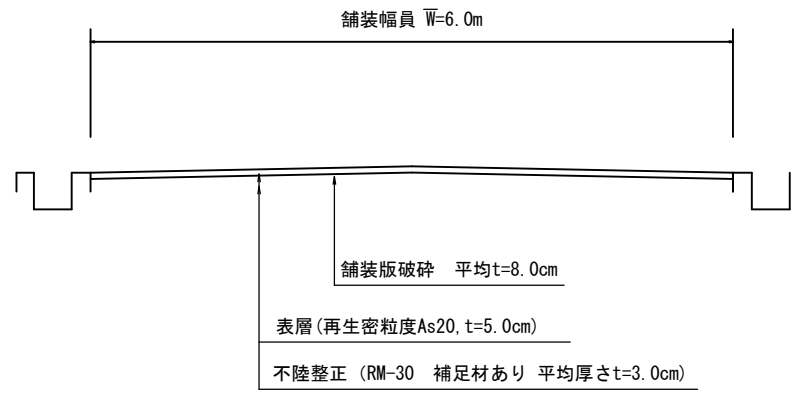 舗装幅員 W̅=6.0m
舗装版破砕　平均t=8.0cm
表層(再生密粒度As20,t=5.0cm)
不陸整正（RM-30　補足材あり 平均厚さt=3.0cm)